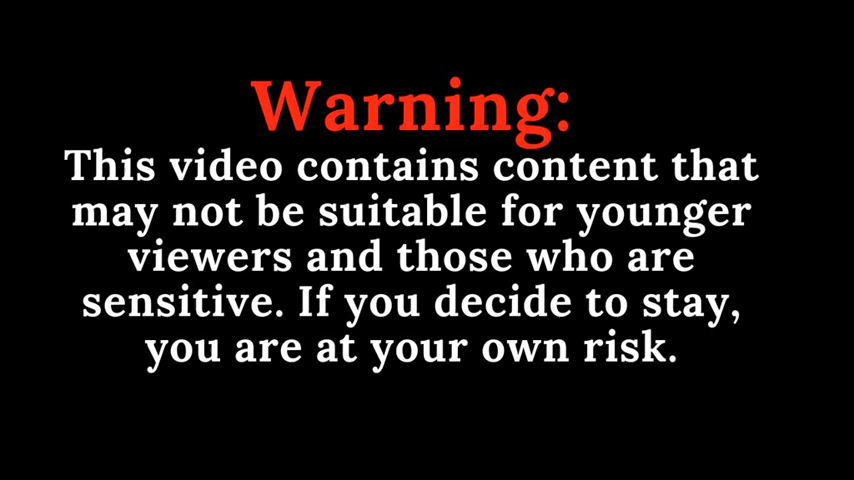 Warning:
This video contains content that
may not be suitable for younger
viewers and those who are
sensitive. If you decide to stay,
you are at your own risk.